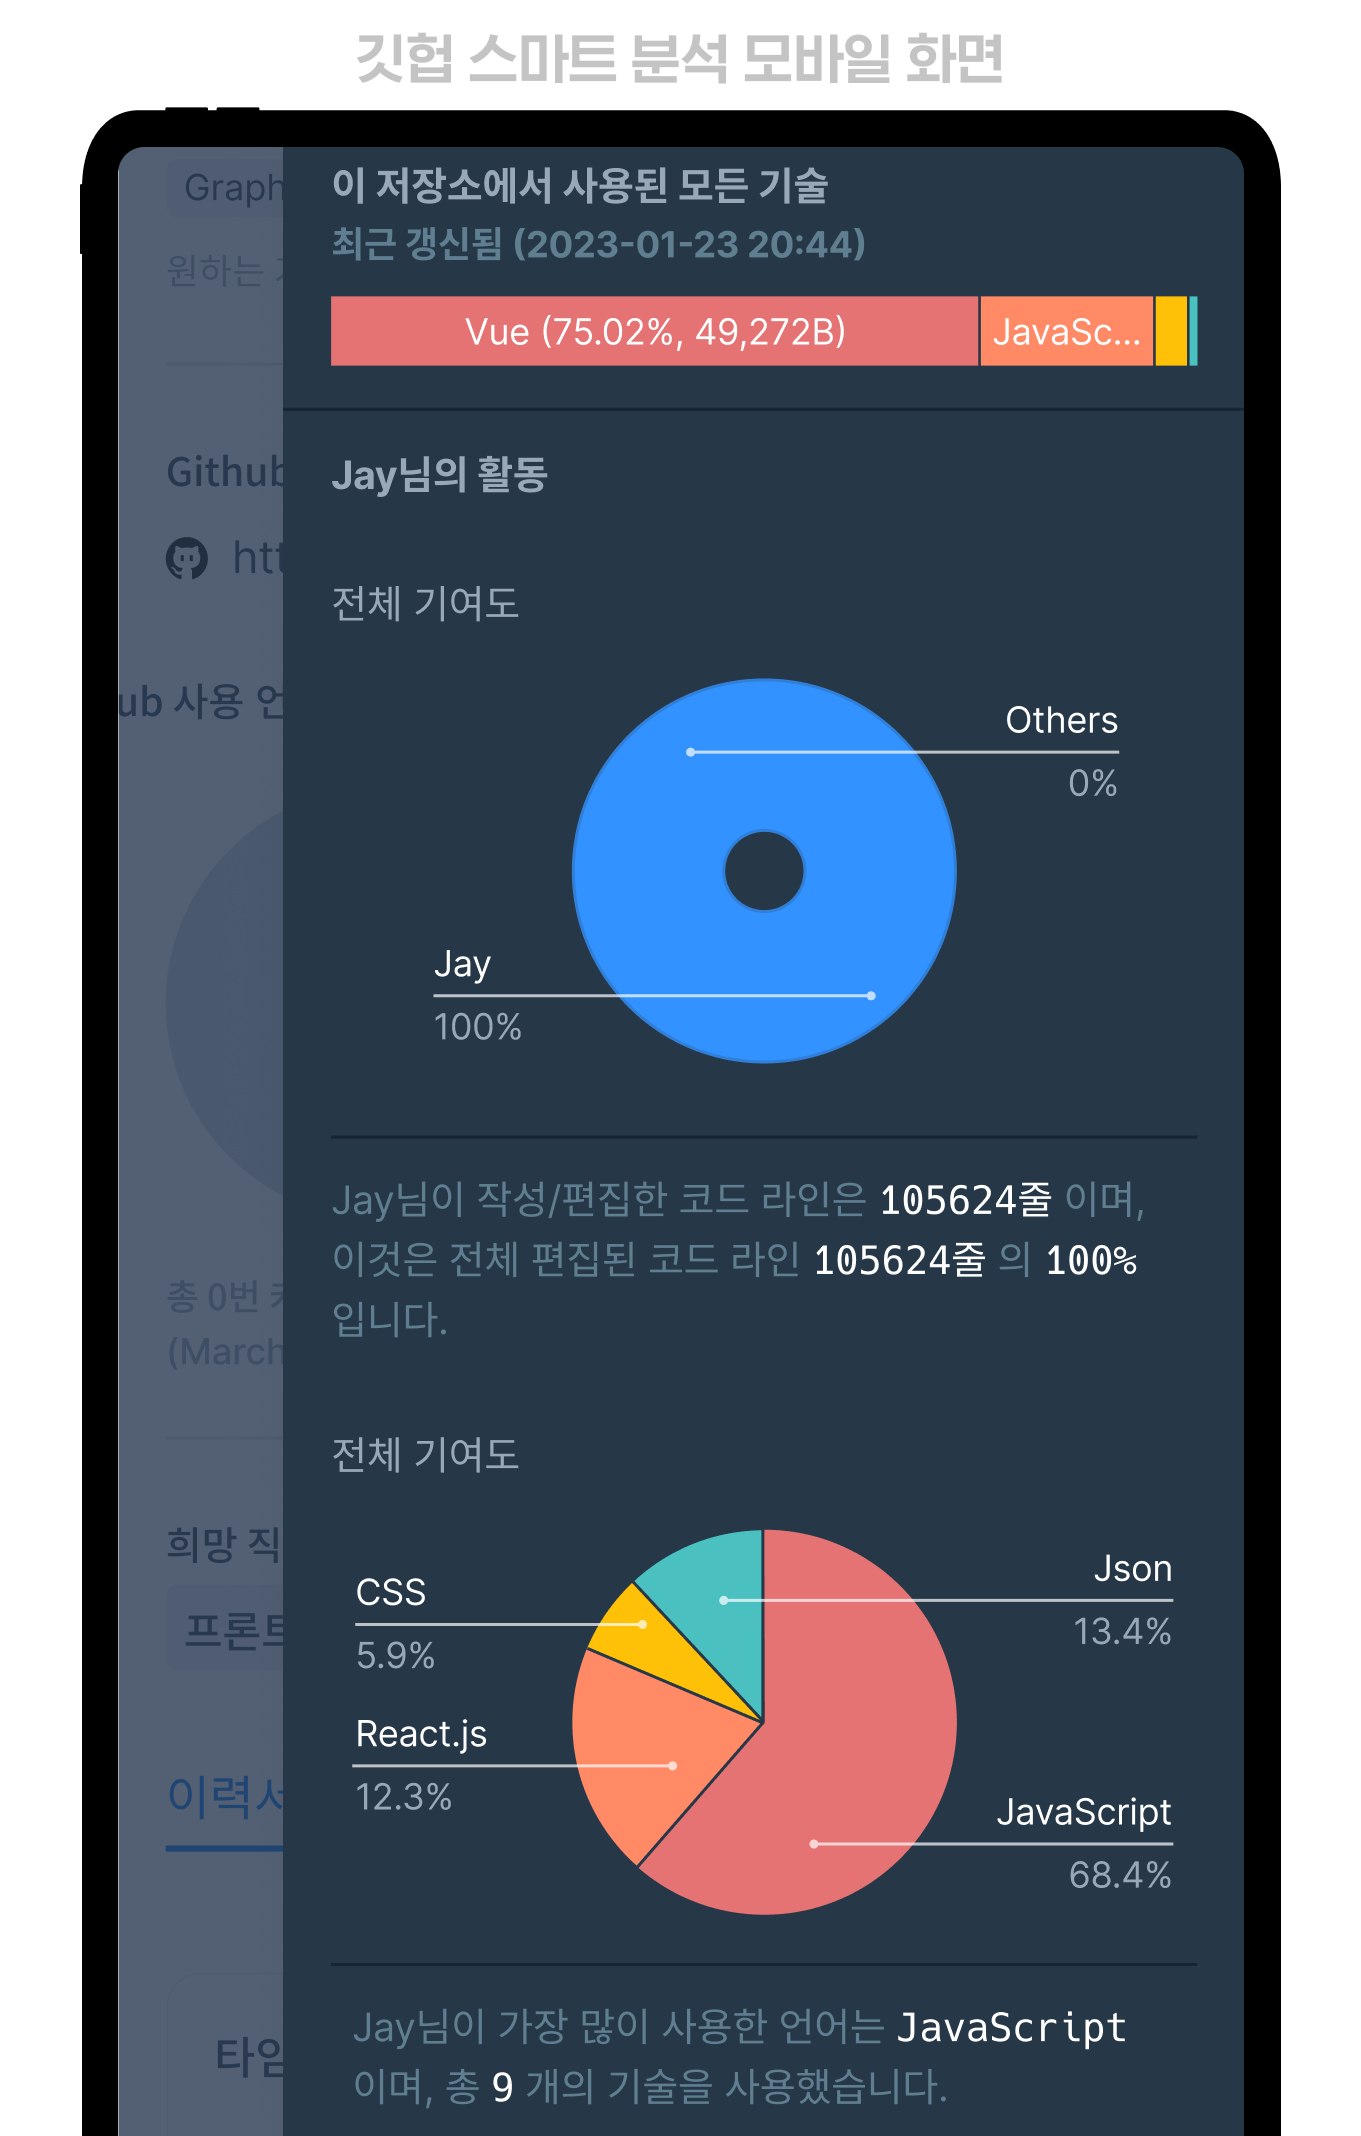 깃헙 스마트 분석 모바일 화면
이 저장소에서 사용된 모든 기술
최근 갱신됨 (2023-01-23 20:44)
Vue (75.02%, 49,272B)
JavaSc...
Jay님의 활동
전체 기여도
Others
0%
Jay
100%
Jay님이 작성/편집한 코드 라인은 105624줄 이며,
이것은 전체 편집된 코드 라인 105624줄 의 100%
입니다.
전체 기여도
Json
13.4%
CSS
5.9%
React.js
12.3%
JavaScript
68.4%
Jay님이 가장 많이 사용한 언어는 JavaScript
이며, 총 9 개의 기술을 사용했습니다.
Graph
원하는
Github
htt
ub 사용 언
총 0번
(March
희망 직
프론트
이력서
타임